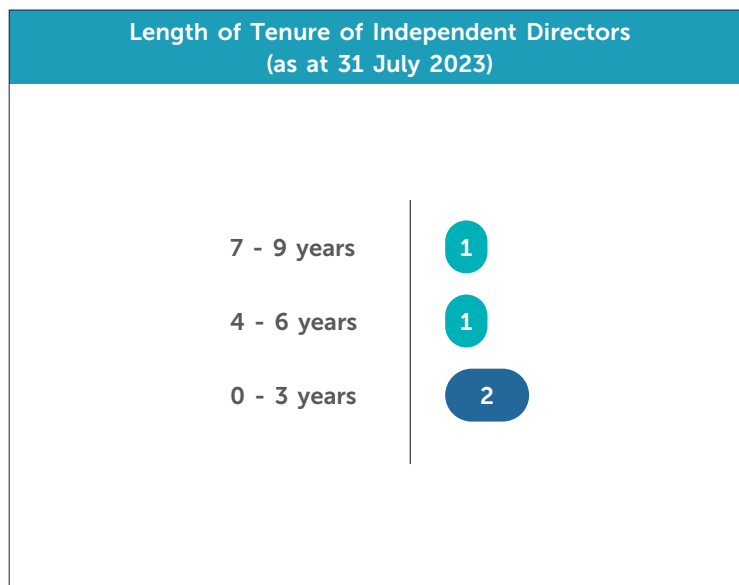 Length of Tenure of Independent Directors
(as at 31 July 2023)
7 - 9 years 1
4 - 6 years 1
0 - 3 years 2